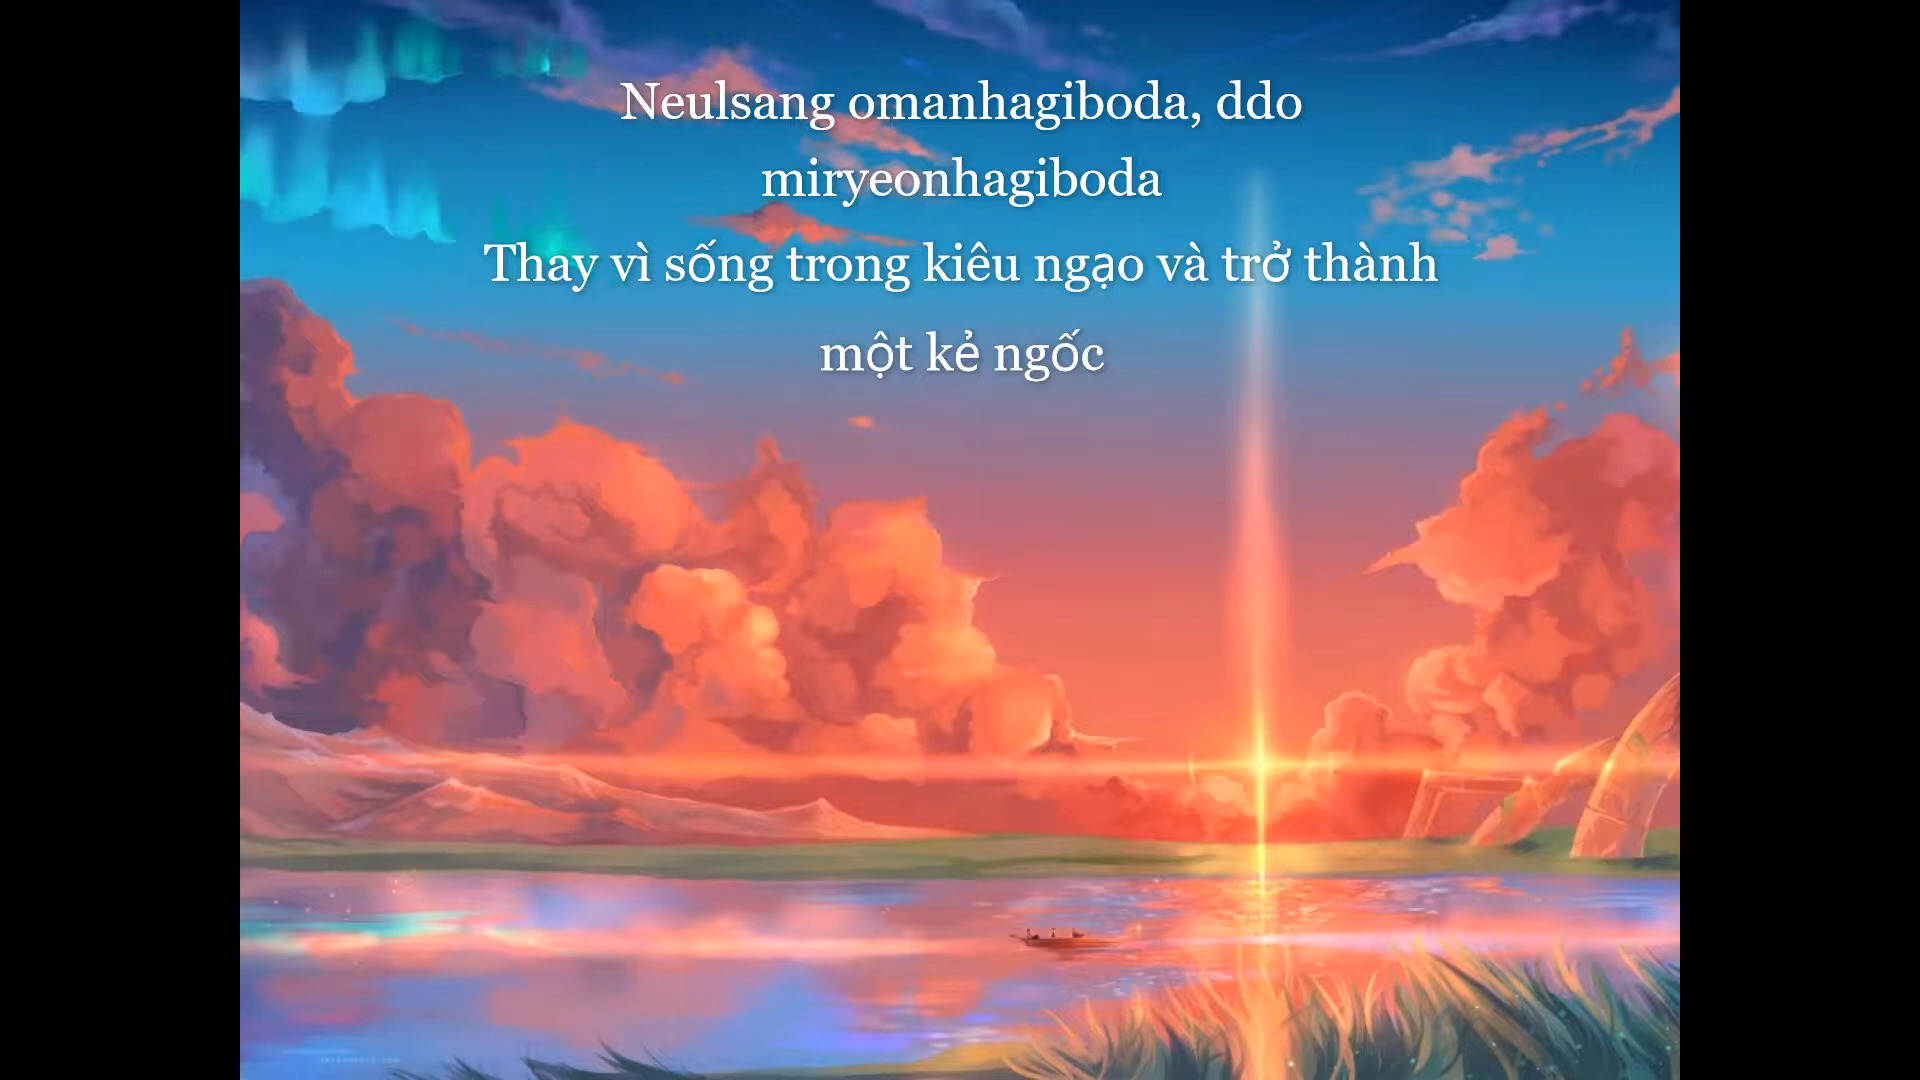 Neulsang omanhagiboda, ddo
miryeonhagiboda
Thay vì sống trong kiêu ngạo và trở thành
một kẻ ngốc